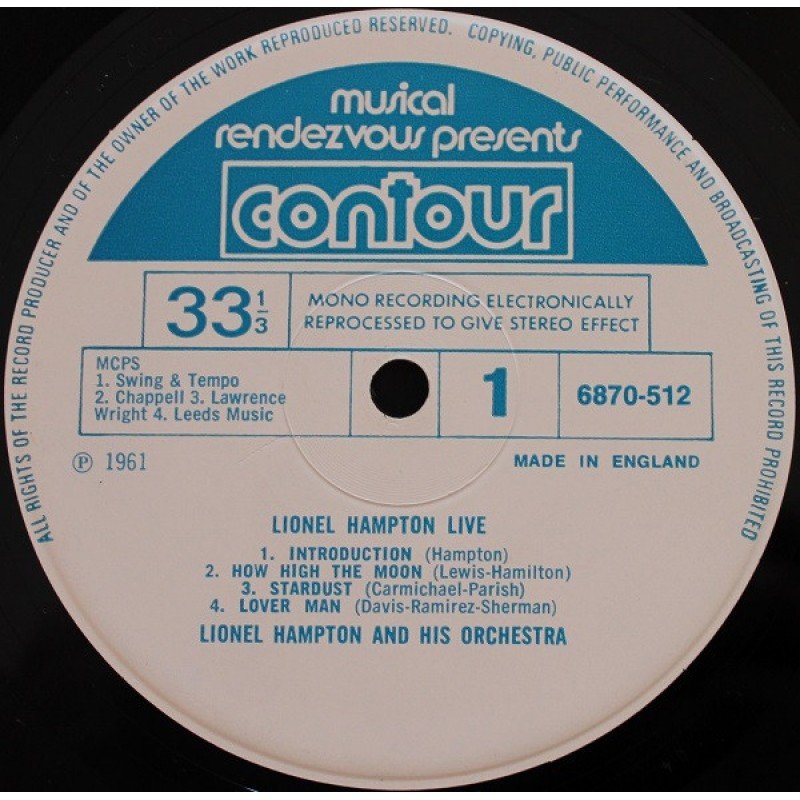 ALL RIGHTS OF THE RECORD PRODUCER AND OF THE OWNER OF THE WORK REPRODUCED RESERVED. COPYING, PUBLIC PERFORMANCE AND BROADCASTING OF THIS RECORD PROHIBITED
musical
rendezvous presents
contour
33 1/3
MONO RECORDING ELECTRONICALLY
REPROCESSED TO GIVE STEREO EFFECT
MCPS
1. Swing & Tempo
2. Chappell 3. Lawrence
Wright 4. Leeds Music
1
6870-512
℗ 1961
MADE IN ENGLAND
LIONEL HAMPTON LIVE
1. INTRODUCTION (Hampton)
2. HOW HIGH THE MOON (Lewis-Hamilton)
3. STARDUST (Carmichael-Parish)
4. LOVER MAN (Davis-Ramirez-Sherman)
LIONEL HAMPTON AND HIS ORCHESTRA